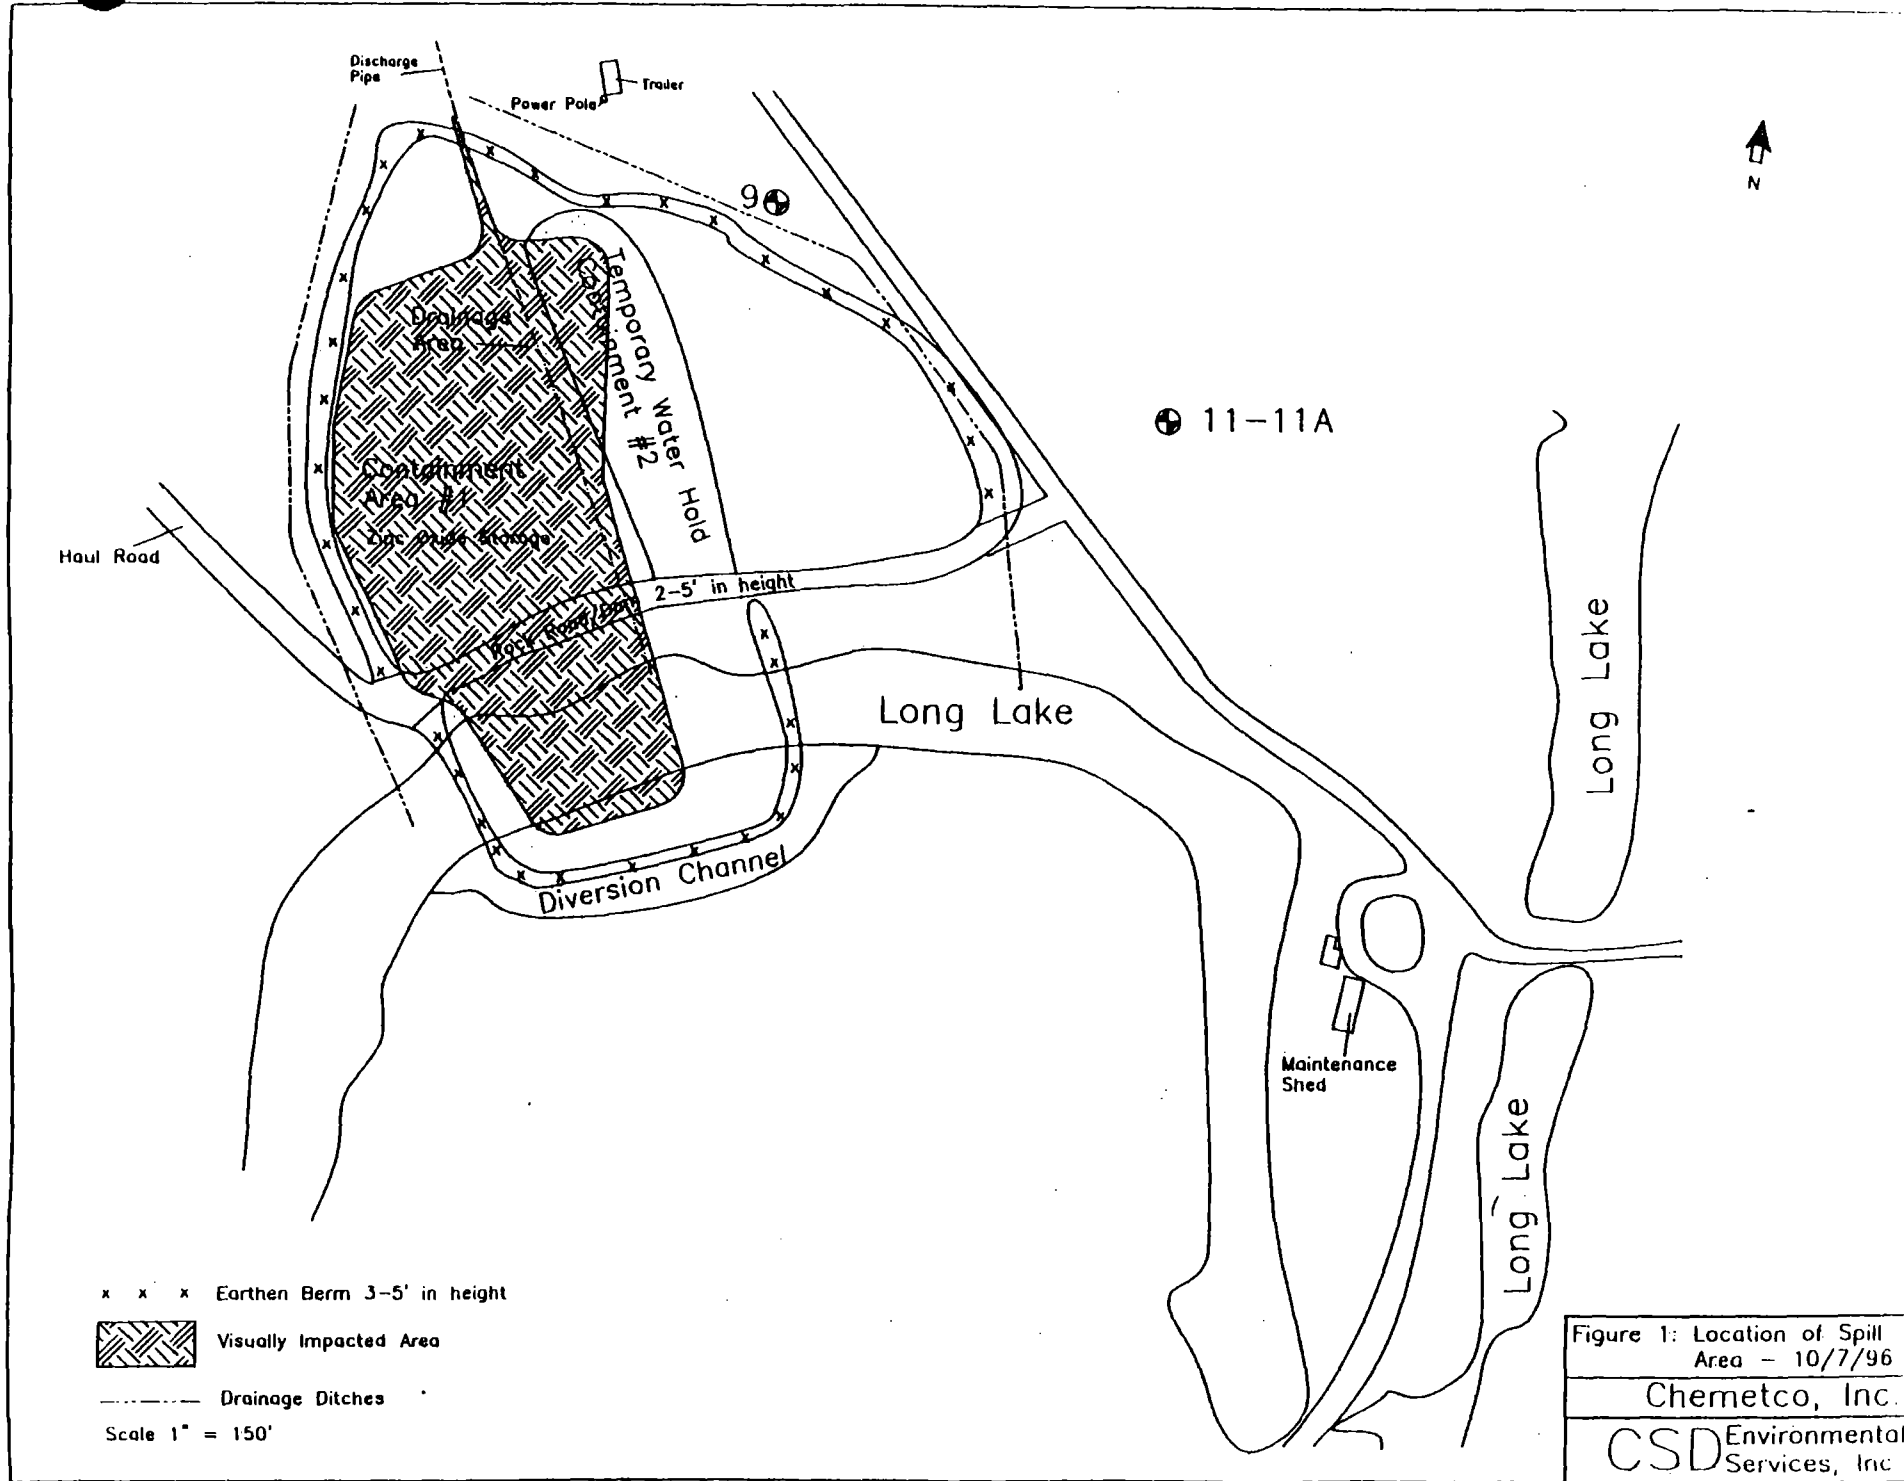 Discharge
Pipe
Trailer
Power Pole
N
9
Drainage
Area
Temporary Water Hold
Containment #2
11-11A
Containment
Area #1
Zinc Oxide Storage
Haul Road
Rock Road/Berm 2-5' in height
Long Lake
Long Lake
Diversion Channel
Maintenance
Shed
Long Lake
x x x Earthen Berm 3-5' in height
Visually Impacted Area
Drainage Ditches
Scale 1" = 150'
Figure 1: Location of Spill
Area - 10/7/96
Chemetco, Inc.
CSD Environmental
Services, Inc